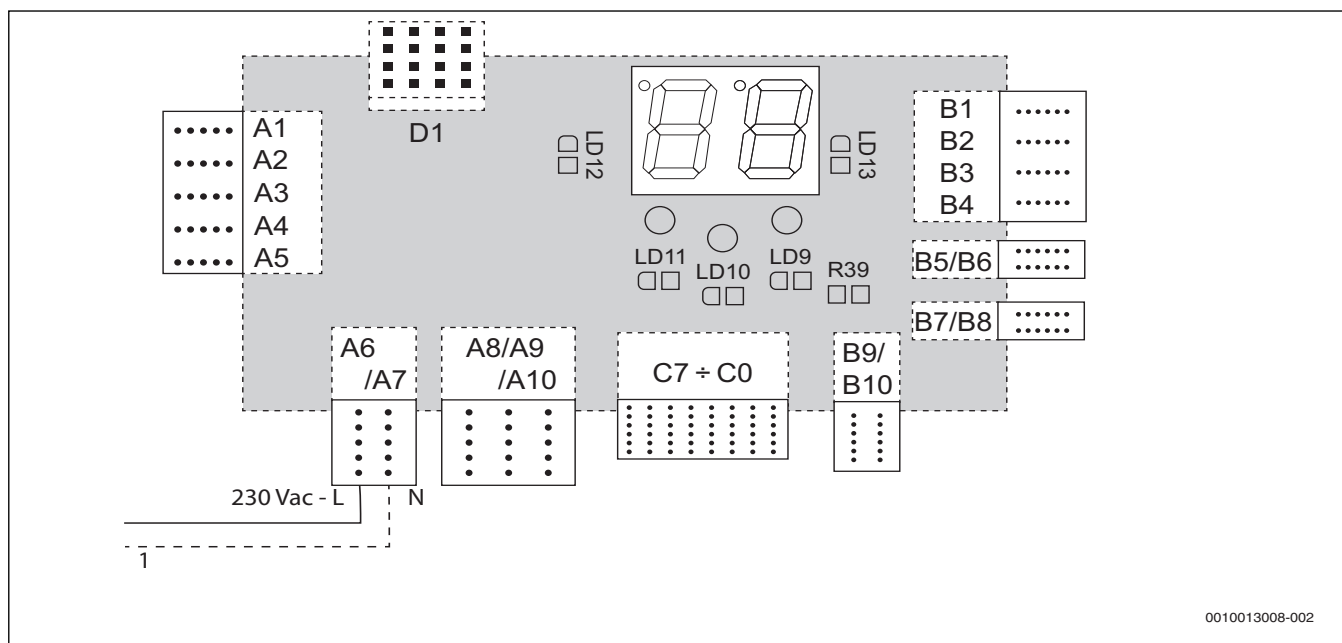 D1
A1
A2
A3
A4
A5
LD12
LD13
B1
B2
B3
B4
LD11
LD10
LD9
R39
B5/B6
B7/B8
A6
/A7
A8/A9
/A10
C7 ÷ C0
B9/
B10
230 Vac - L
N
1
0010013008-002